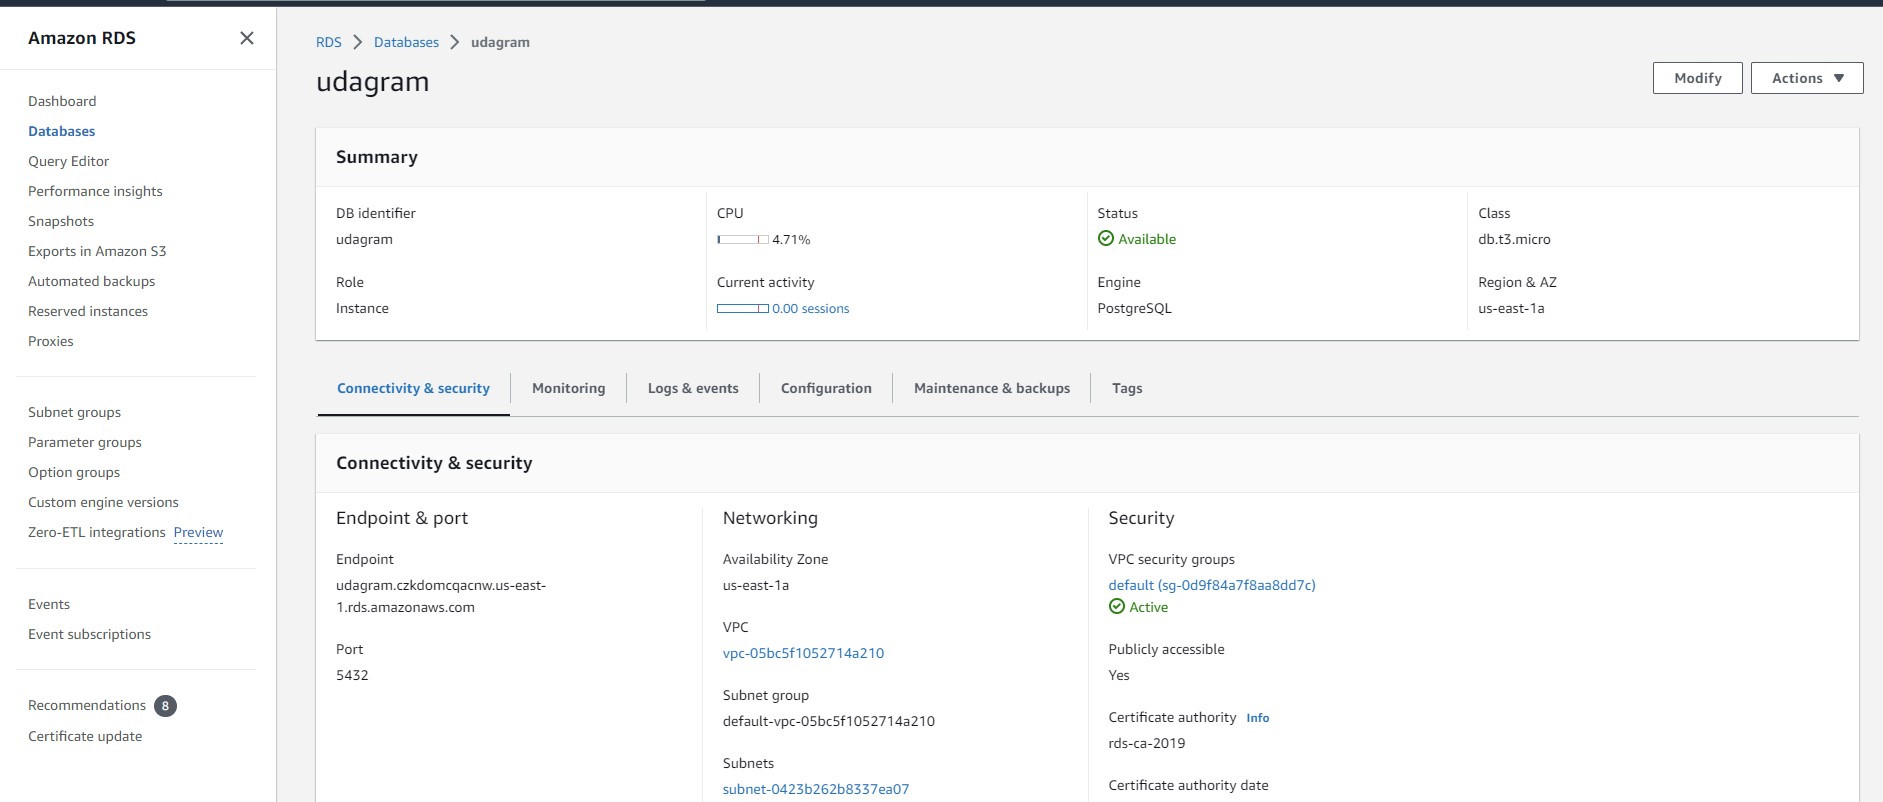 Amazon RDS
Dashboard
Databases
Query Editor
Performance insights
Snapshots
Exports in Amazon S3
Automated backups
Reserved instances
Proxies
Subnet groups
Parameter groups
Option groups
Custom engine versions
Zero-ETL integrations Preview
Events
Event subscriptions
Recommendations 8
Certificate update
RDS > Databases > udagram
udagram
Modify
Actions
Summary
DB identifier
udagram
Role
Instance
CPU
4.71%
Current activity
0.00 sessions
Status
Available
Engine
PostgreSQL
Class
db.t3.micro
Region & AZ
us-east-1a
Connectivity & security
Monitoring
Logs & events
Configuration
Maintenance & backups
Tags
Connectivity & security
Endpoint & port
Endpoint
udagram.czkdomcqacnw.us-east-
1.rds.amazonaws.com
Port
5432
Networking
Availability Zone
us-east-1a
VPC
vpc-05bc5f1052714a210
Subnet group
default-vpc-05bc5f1052714a210
Subnets
subnet-0423b262b8337ea07
Security
VPC security groups
default (sg-0d9f84a7f8aa8dd7c)
Active
Publicly accessible
Yes
Certificate authority Info
rds-ca-2019
Certificate authority date